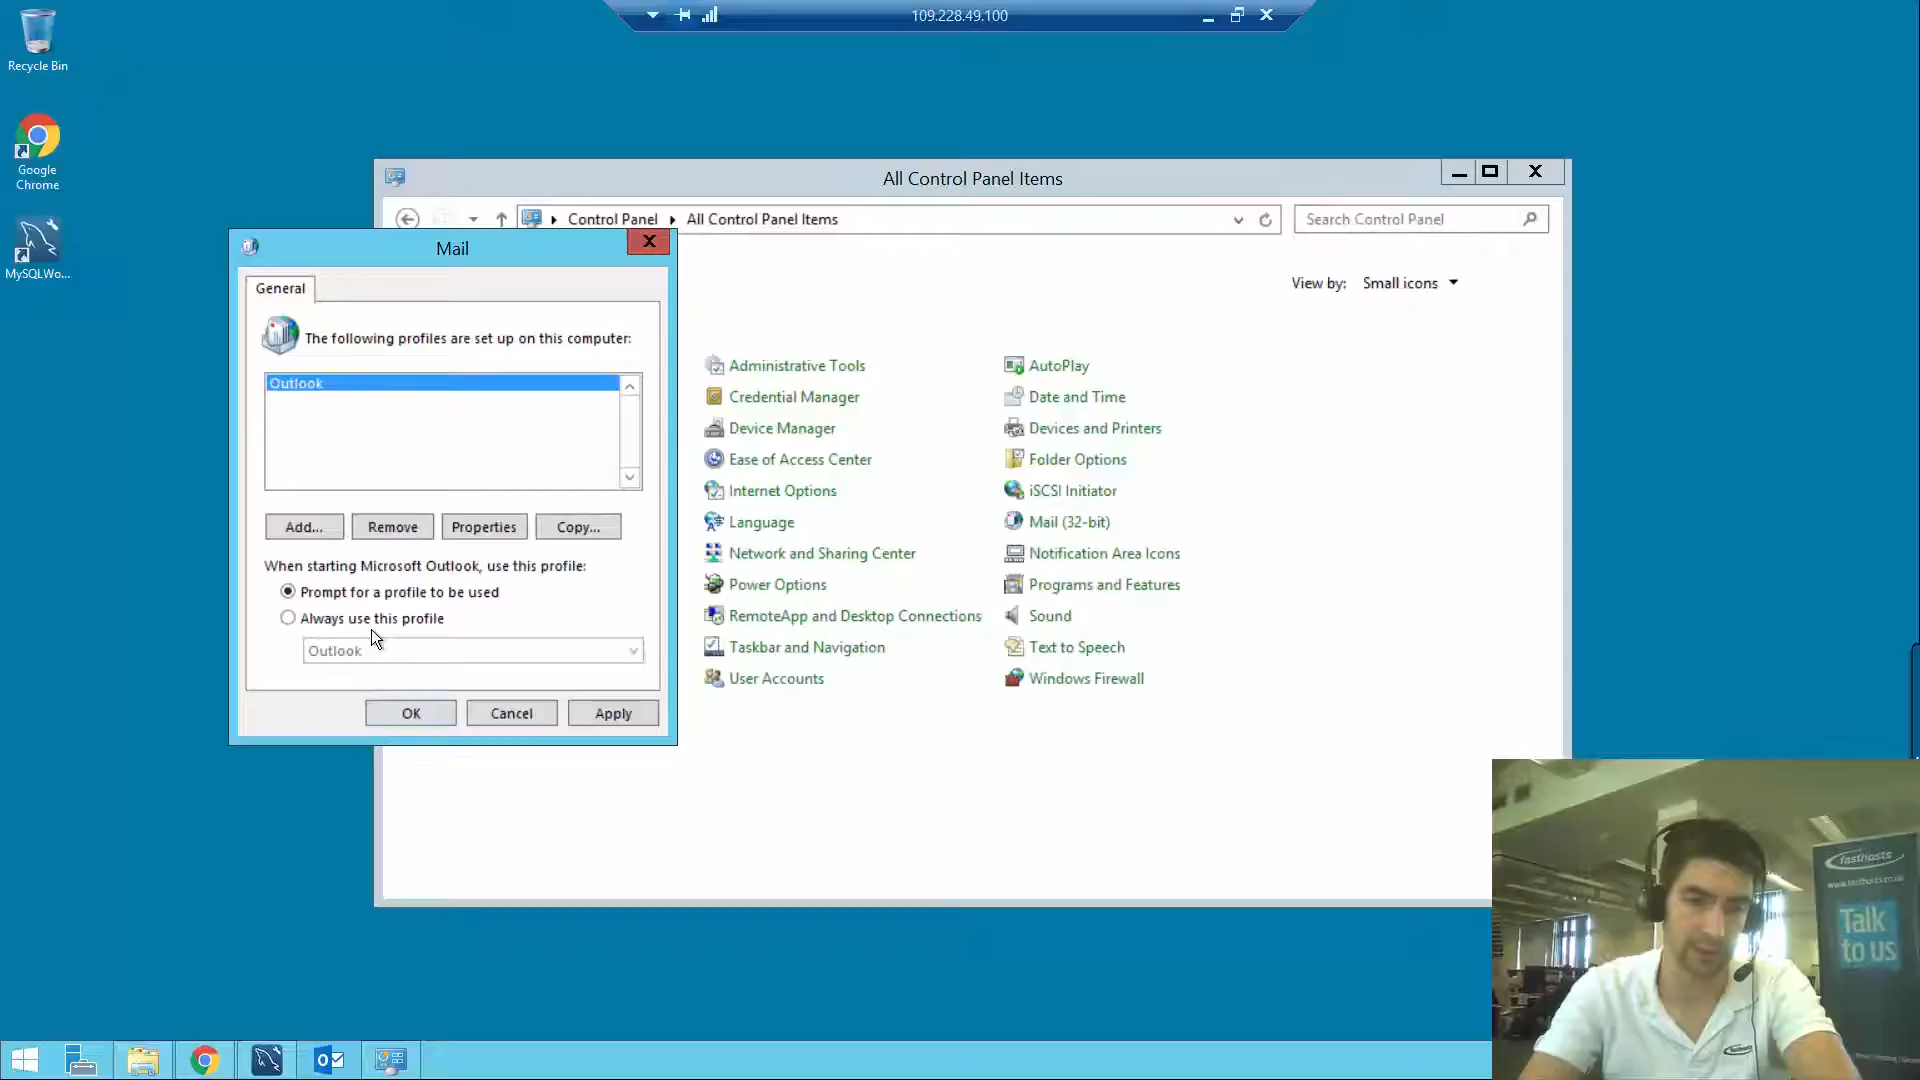 109.228.49.100
Recycle Bin
Google
Chrome
MySQLWo...
All Control Panel Items
Control Panel
All Control Panel Items
Search Control Panel
View by:
Small icons
Mail
X
General
The following profiles are set up on this computer:
Outlook
Add...
Remove
Properties
Copy...
When starting Microsoft Outlook, use this profile:
Prompt for a profile to be used
Always use this profile
Outlook
OK
Cancel
Apply
Administrative Tools
AutoPlay
Credential Manager
Date and Time
Device Manager
Devices and Printers
Ease of Access Center
Folder Options
Internet Options
iSCSI Initiator
Language
Mail (32-bit)
Network and Sharing Center
Notification Area Icons
Power Options
Programs and Features
RemoteApp and Desktop Connections
Sound
Taskbar and Navigation
Text to Speech
User Accounts
Windows Firewall
fasthosts
Talk
to us
fasthosts